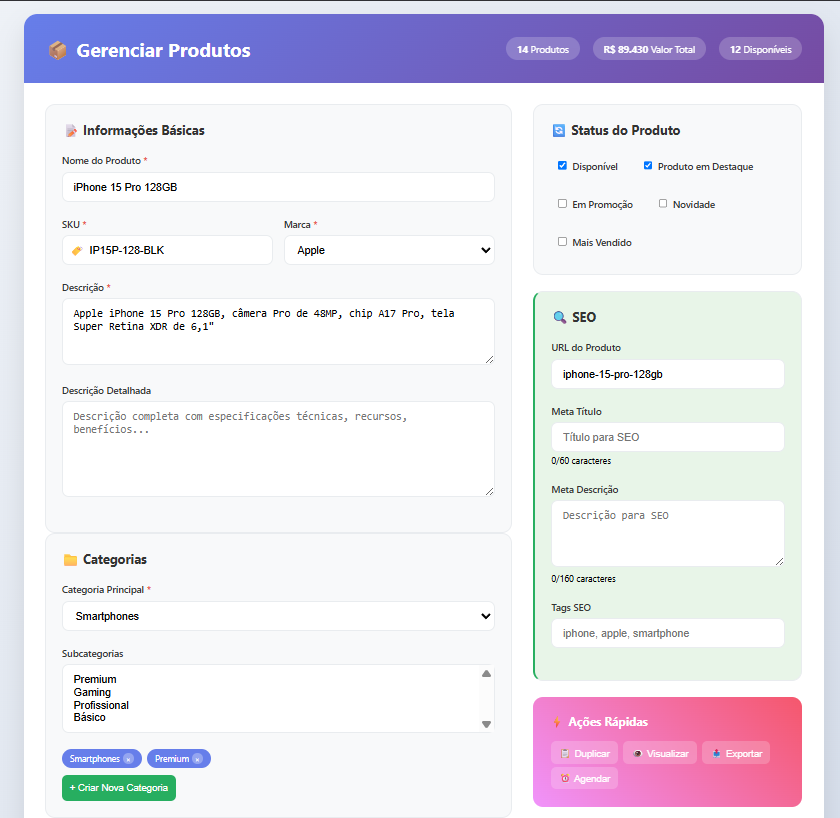 Gerenciar Produtos
14 Produtos
R$ 89.430 Valor Total
12 Disponíveis
Informações Básicas
Nome do Produto *
iPhone 15 Pro 128GB
SKU * Marca *
IP15P-128-BLK Apple
Descrição *
Apple iPhone 15 Pro 128GB, câmera Pro de 48MP, chip A17 Pro, tela
Super Retina XDR de 6,1"
Descrição Detalhada
Descrição completa com especificações técnicas, recursos,
benefícios...
Categorias
Categoria Principal *
Smartphones
Subcategorias
Premium
Gaming
Profissional
Básico
Smartphones × Premium ×
+ Criar Nova Categoria
Status do Produto
Disponível Produto em Destaque
Em Promoção Novidade
Mais Vendido
SEO
URL do Produto
iphone-15-pro-128gb
Meta Título
Título para SEO
0/60 caracteres
Meta Descrição
Descrição para SEO
0/160 caracteres
Tags SEO
iphone, apple, smartphone
Ações Rápidas
Duplicar Visualizar Exportar
Agendar